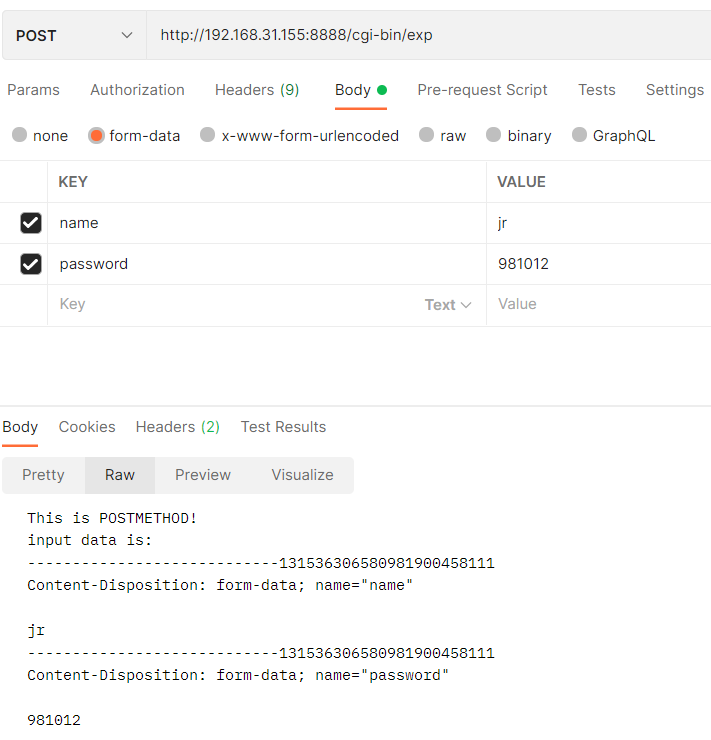 POST http://192.168.31.155:8888/cgi-bin/exp
Params Authorization Headers (9) Body Pre-request Script Tests Settings
none form-data x-www-form-urlencoded raw binary GraphQL
KEY VALUE
name jr
password 981012
Key Text Value
Body Cookies Headers (2) Test Results
Pretty Raw Preview Visualize
This is POSTMETHOD!
input data is:
----------------------------131536306580981900458111
Content-Disposition: form-data; name="name"

jr
----------------------------131536306580981900458111
Content-Disposition: form-data; name="password"

981012